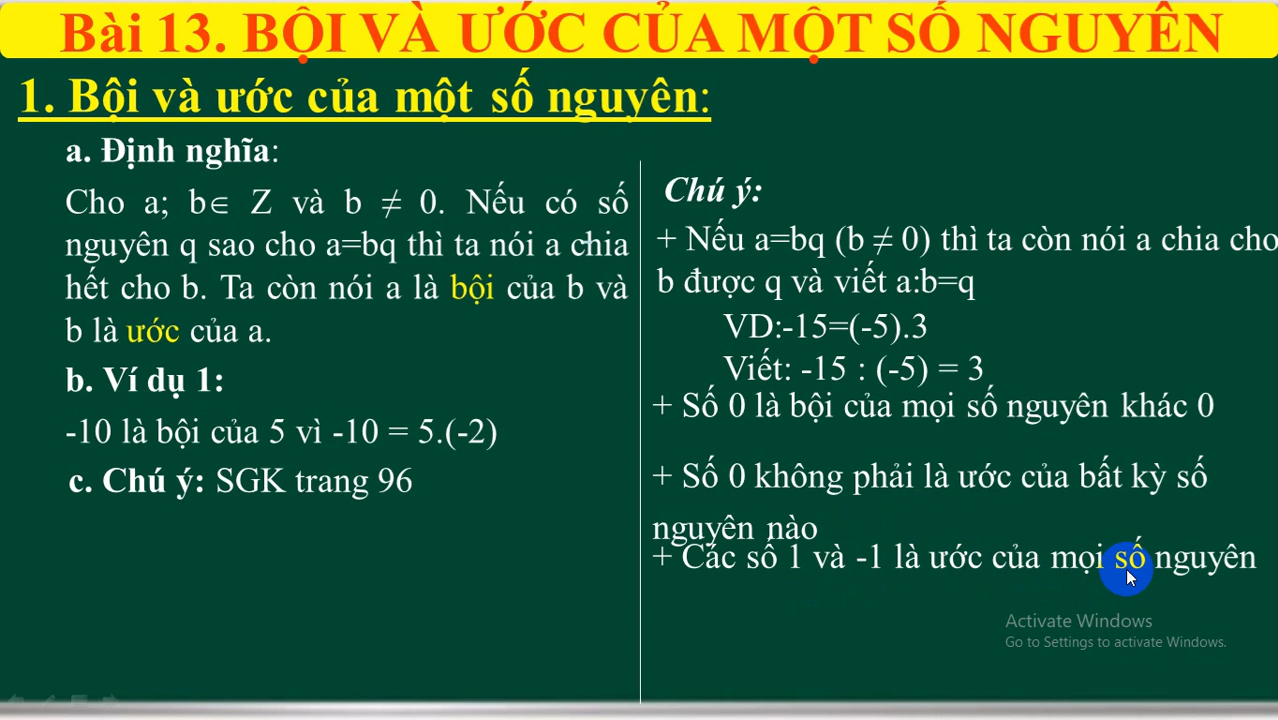 Bài 13. BỘI VÀ ƯỚC CỦA MỘT SỐ NGUYÊN
1. Bội và ước của một số nguyên:
a. Định nghĩa:
Cho a; b∈ Z và b ≠ 0. Nếu có số
nguyên q sao cho a=bq thì ta nói a chia
hết cho b. Ta còn nói a là bội của b và
b là ước của a.
b. Ví dụ 1:
-10 là bội của 5 vì -10 = 5.(-2)
c. Chú ý: SGK trang 96
Chú ý:
+ Nếu a=bq (b ≠ 0) thì ta còn nói a chia cho
b được q và viết a:b=q
VD:-15=(-5).3
Viết: -15 : (-5) = 3
+ Số 0 là bội của mọi số nguyên khác 0
+ Số 0 không phải là ước của bất kỳ số
nguyên nào
+ Các số 1 và -1 là ước của mọi số nguyên
Activate Windows
Go to Settings to activate Windows.